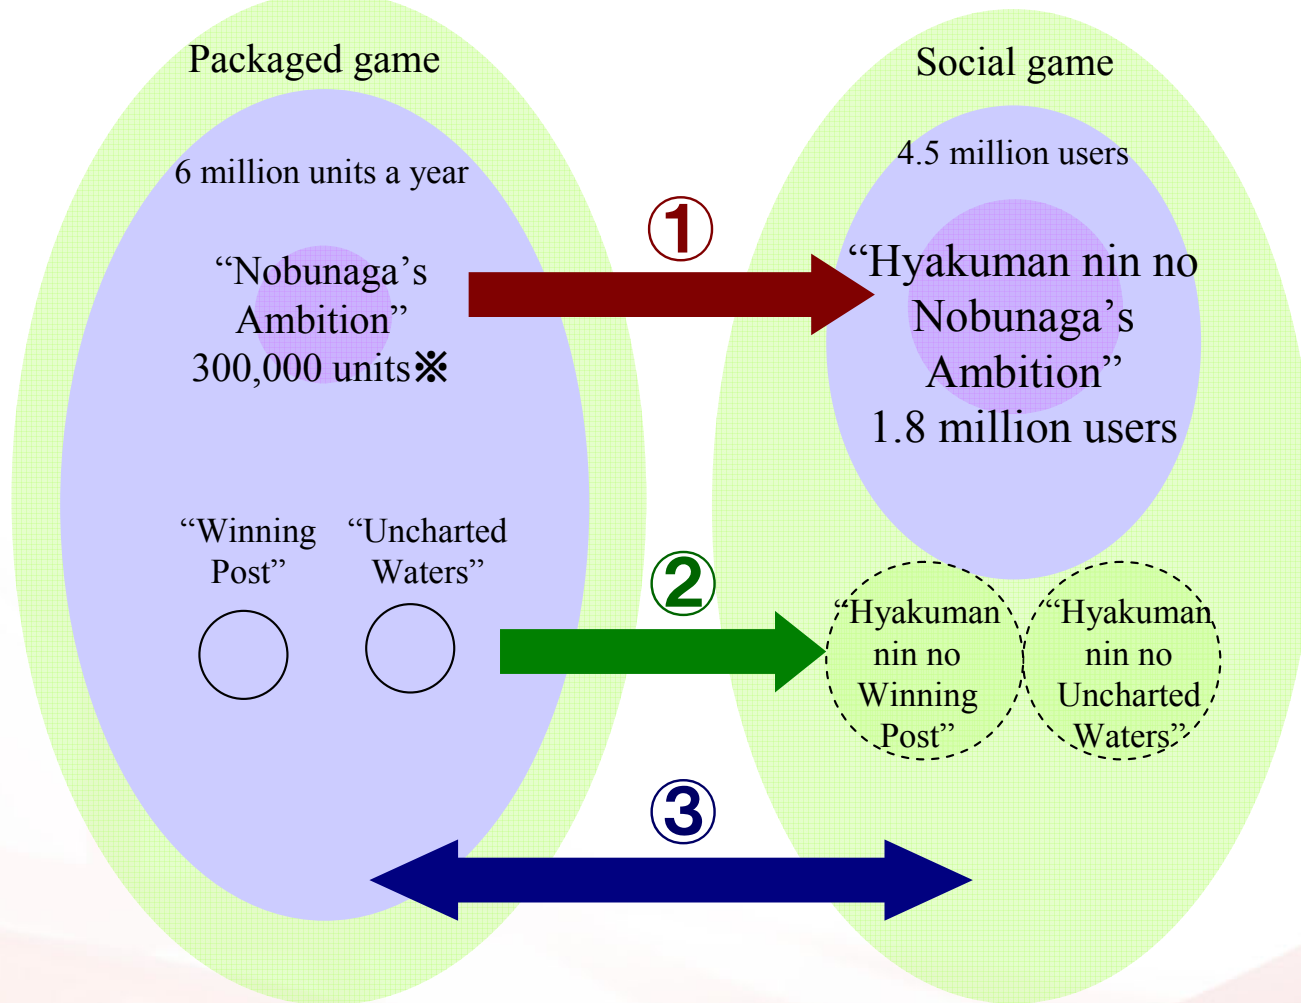 Packaged game
6 million units a year
“Nobunaga’s
Ambition”
300,000 units※
“Winning
Post”
“Uncharted
Waters”
①
②
③
Social game
4.5 million users
“Hyakuman nin no
Nobunaga’s
Ambition”
1.8 million users
“Hyakuman
nin no
Winning
Post”
“Hyakuman
nin no
Uncharted
Waters”